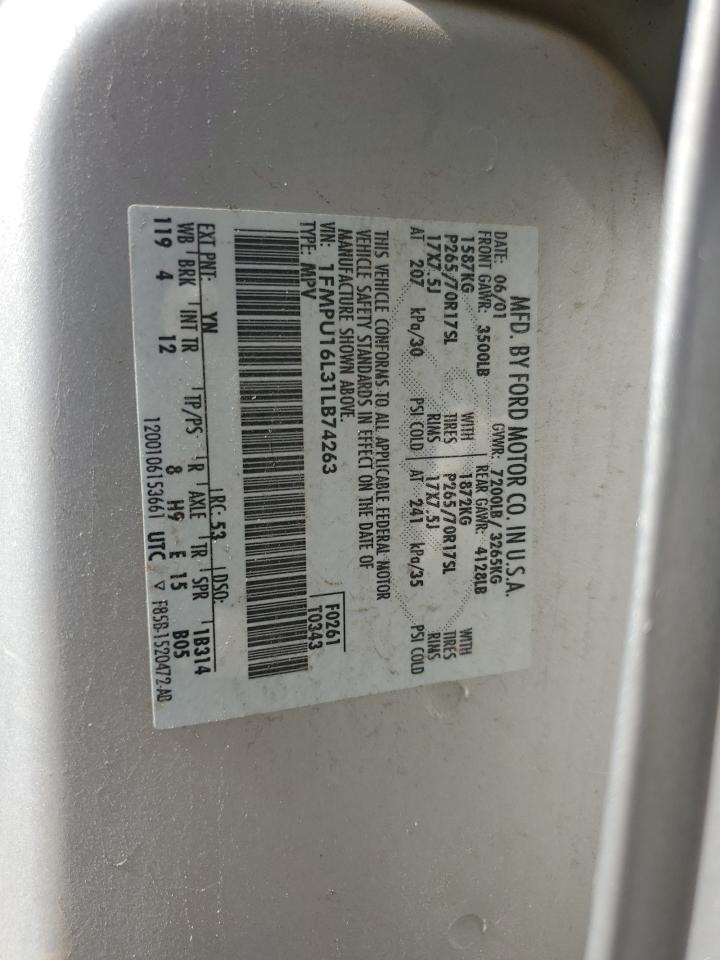 MFD. BY FORD MOTOR CO. IN U.S.A.
DATE: 06/01 GVWR: 7200LB/ 3265KG
FRONT GAWR: 3500LB REAR GAWR: 4128LB
1587KG WITH 1872KG WITH
P265/70R17SL TIRES P265/70R17SL TIRES
17X7.5J RIMS 17X7.5J RIMS
AT 207 kPa/30 PSI COLD AT 241 kPa/35 PSI COLD
THIS VEHICLE CONFORMS TO ALL APPLICABLE FEDERAL MOTOR
VEHICLE SAFETY STANDARDS IN EFFECT ON THE DATE OF
MANUFACTURE SHOWN ABOVE.
VIN: 1FMPU16L31LB74263 F0261
TYPE: MPV T0343
EXT PNT: YN RC: 53 DSO: 1B314
WB BRK INT TR TP/PS R AXLE TR SPR B05
119 4 12 8 H9 E 15
1200106153661 UTC ▽ F85B-1520472-AB